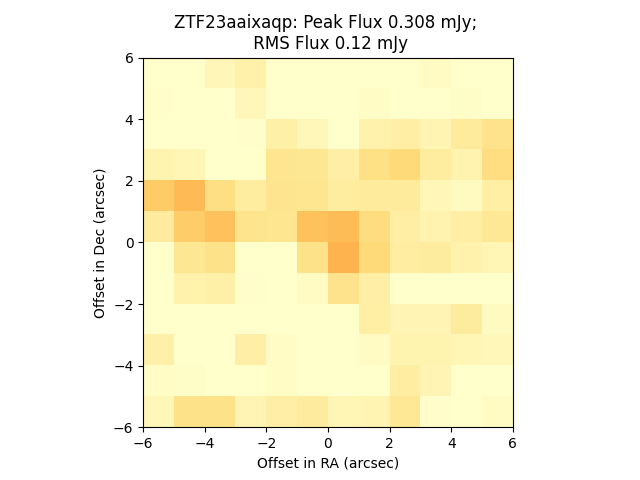 ZTF23aaixaqp: Peak Flux 0.308 mJy;
RMS Flux 0.12 mJy
6
4
2
0
−2
−4
−6
Offset in Dec (arcsec)
−6 −4 −2 0 2 4 6
Offset in RA (arcsec)